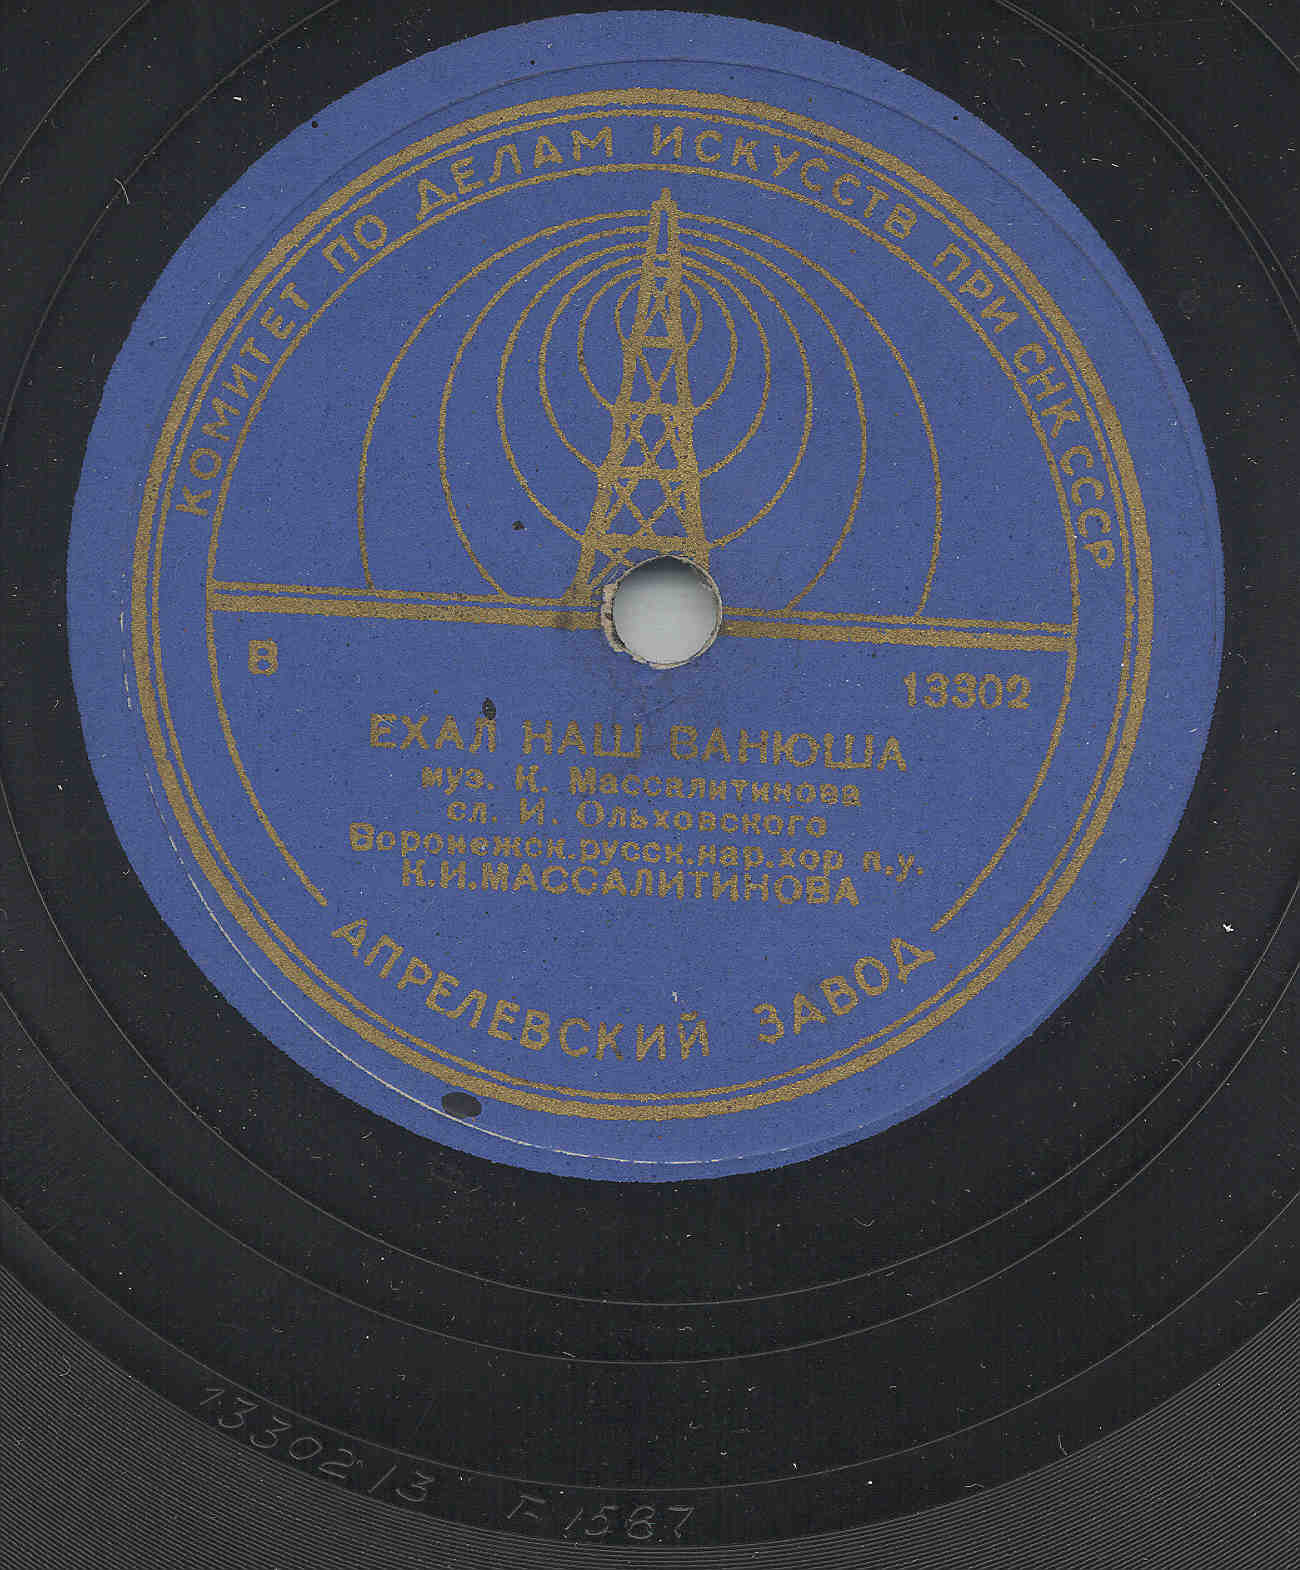 КОМИТЕТ ПО ДЕЛАМ ИСКУССТВ ПРИ СНК СССР
В 13302
ЕХАЛ НАШ ВАНЮША
муз. К. Массалитинова
сл. И. Ольховского
Воронежск.русск.нар.хор п.у.
К.И.МАССАЛИТИНОВА
АПРЕЛЕВСКИЙ ЗАВОД
13302/3 F-1587